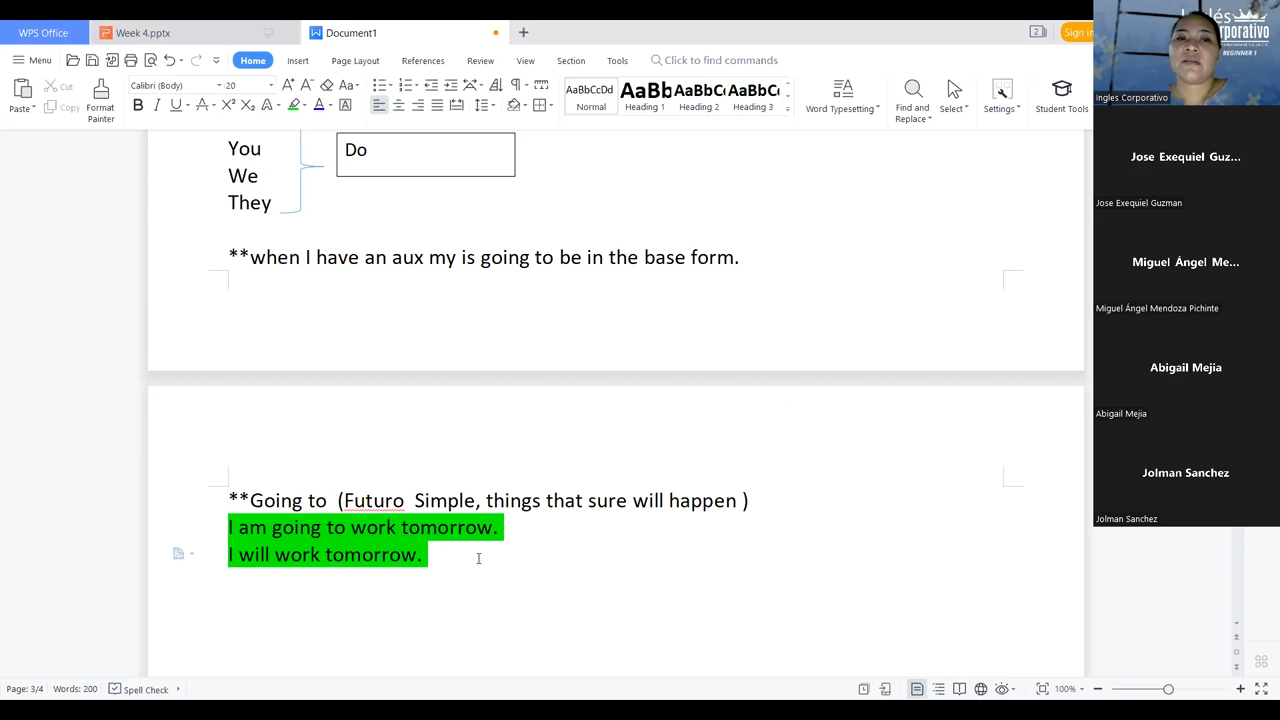 WPS Office
Week 4.pptx
Document1
Sign in
Menu
Home
Insert
Page Layout
References
Review
View
Section
Tools
Click to find commands
Paste
Cut
Copy
Format
Painter
Calibri (Body)
20
AaBbCcDd
Normal
AaBb
Heading 1
AaBbC
Heading 2
AaBbC
Heading 3
Word Typesetting
Find and
Replace
Select
Settings
Student Tools
You
We
They
Do
**when I have an aux my is going to be in the base form.
**Going to (Futuro Simple, things that sure will happen )
I am going to work tomorrow.
I will work tomorrow.
Page: 3/4
Words: 200
Spell Check
100%
BEGINNER 1
Ingles Corporativo
Jose Exequiel Guz...
Jose Exequiel Guzman
Miguel Ángel Me...
Miguel Ángel Mendoza Pichinte
Abigail Mejia
Abigail Mejia
Jolman Sanchez
Jolman Sanchez